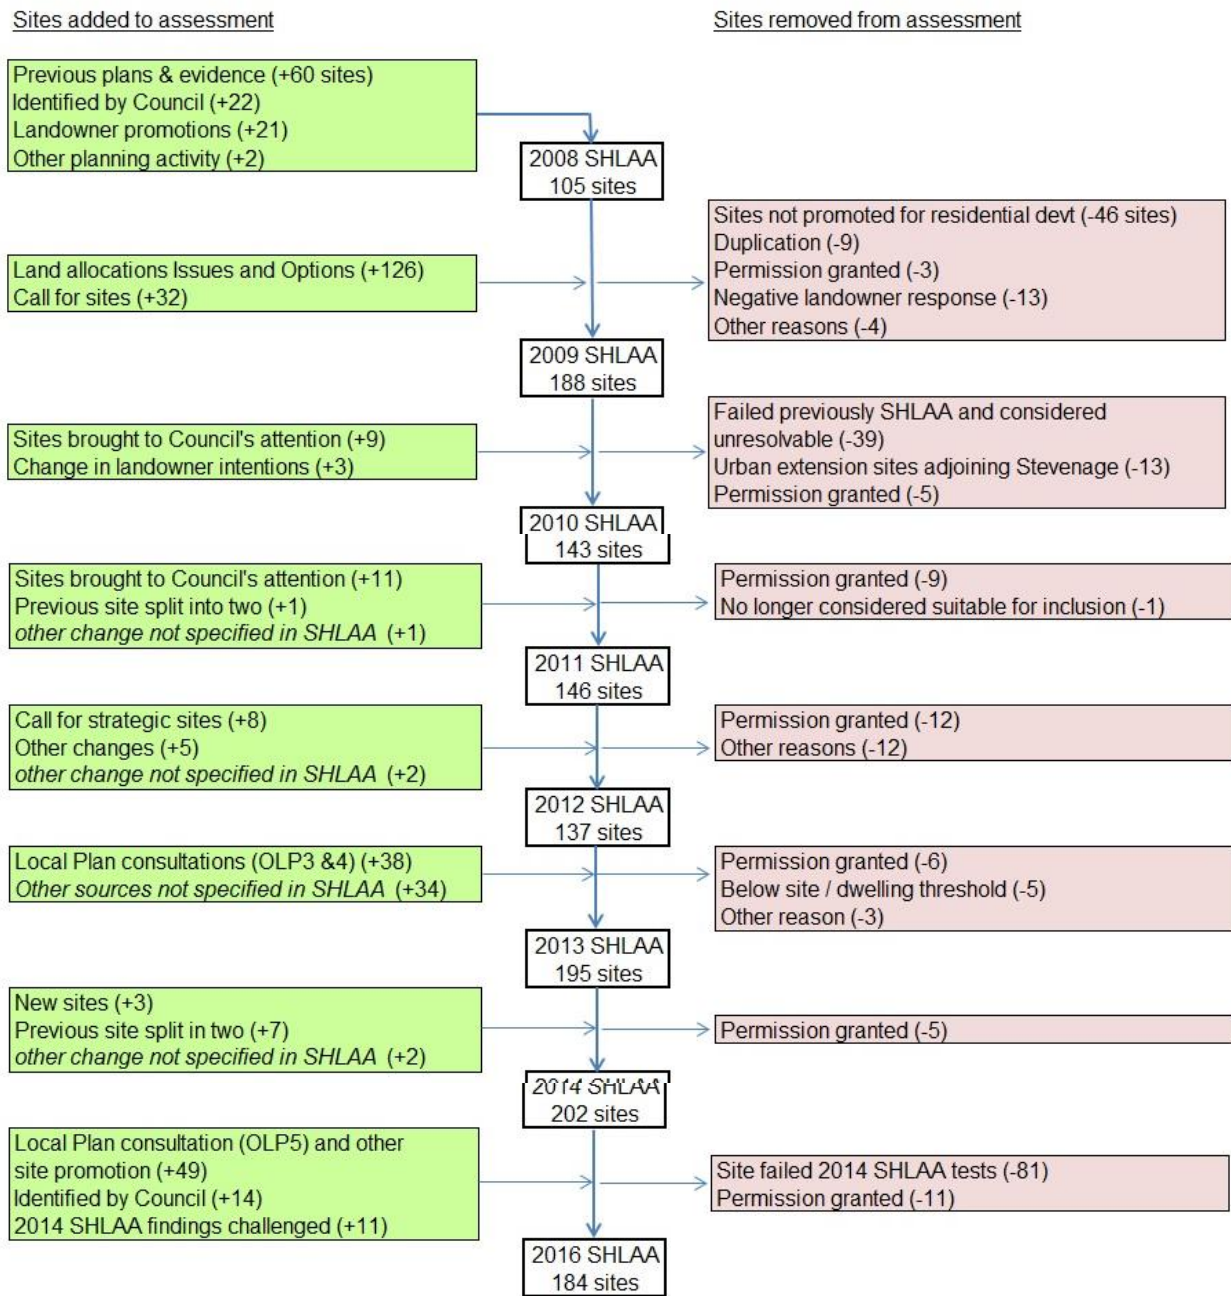 Sites added to assessment
Sites removed from assessment
Previous plans & evidence (+60 sites)
Identified by Council (+22)
Landowner promotions (+21)
Other planning activity (+2)
2008 SHLAA
105 sites
Land allocations Issues and Options (+126)
Call for sites (+32)
Sites not promoted for residential devt (-46 sites)
Duplication (-9)
Permission granted (-3)
Negative landowner response (-13)
Other reasons (-4)
2009 SHLAA
188 sites
Sites brought to Council's attention (+9)
Change in landowner intentions (+3)
Failed previously SHLAA and considered
unresolvable (-39)
Urban extension sites adjoining Stevenage (-13)
Permission granted (-5)
2010 SHLAA
143 sites
Sites brought to Council's attention (+11)
Previous site split into two (+1)
other change not specified in SHLAA (+1)
Permission granted (-9)
No longer considered suitable for inclusion (-1)
2011 SHLAA
146 sites
Call for strategic sites (+8)
Other changes (+5)
other change not specified in SHLAA (+2)
Permission granted (-12)
Other reasons (-12)
2012 SHLAA
137 sites
Local Plan consultations (OLP3 &4) (+38)
Other sources not specified in SHLAA (+34)
Permission granted (-6)
Below site / dwelling threshold (-5)
Other reason (-3)
2013 SHLAA
195 sites
New sites (+3)
Previous site split in two (+7)
other change not specified in SHLAA (+2)
Permission granted (-5)
2014 SHLAA
202 sites
Local Plan consultation (OLP5) and other
site promotion (+49)
Identified by Council (+14)
2014 SHLAA findings challenged (+11)
Site failed 2014 SHLAA tests (-81)
Permission granted (-11)
2016 SHLAA
184 sites